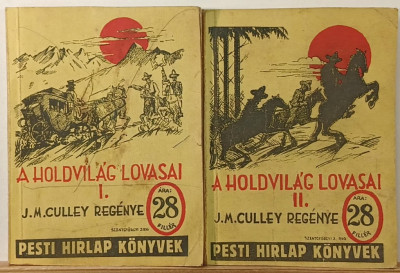 A HOLDVILÁG LOVASAI
I.
J.M. CULLEY REGÉNYE
ÁRA:
28
FILLÉR
PESTI HIRLAP KÖNYVEK
A HOLDVILÁG LOVASAI
II.
J.M. CULLEY REGÉNYE
ÁRA:
28
FILLÉR
PESTI HIRLAP KÖNYVEK